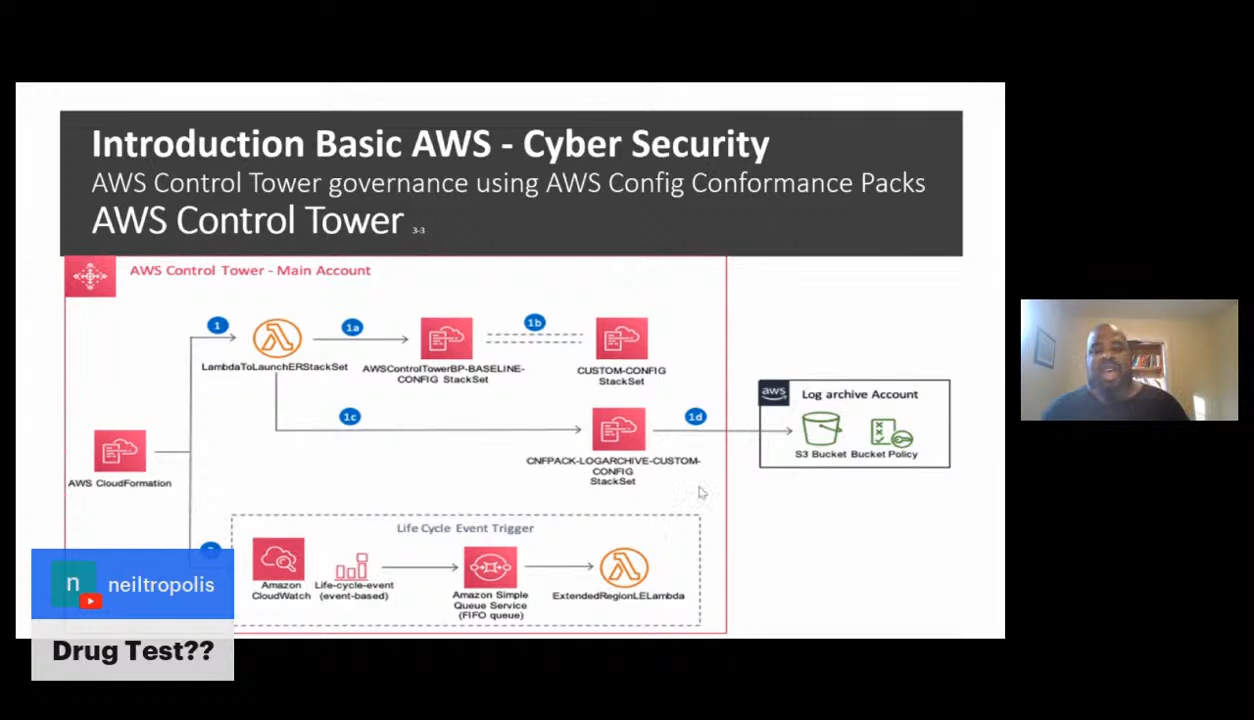 Introduction Basic AWS - Cyber Security
AWS Control Tower governance using AWS Config Conformance Packs
AWS Control Tower 3-3
AWS Control Tower - Main Account
1
1a
1b
LambdaToLaunchERStackSet
AWSControlTowerBP-BASELINE-
CONFIG StackSet
CUSTOM-CONFIG
StackSet
1c
1d
aws
Log archive Account
S3 Bucket Bucket Policy
CNFPACK-LOGARCHIVE-CUSTOM-
CONFIG
StackSet
AWS CloudFormation
Life Cycle Event Trigger
Amazon
CloudWatch
Life-cycle-event
(event-based)
Amazon Simple
Queue Service
(FIFO queue)
ExtendedRegionLELambda
n
neiltropolis
Drug Test??